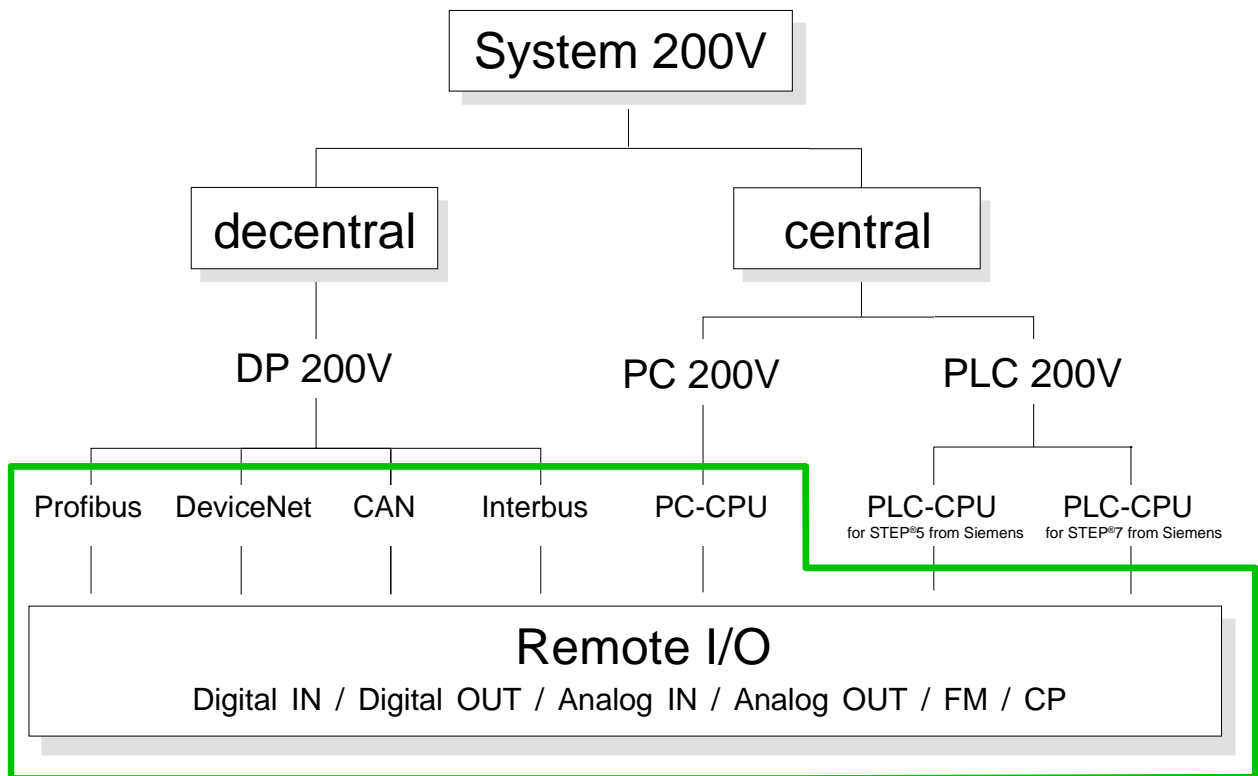 System 200V
decentral central
DP 200V PC 200V PLC 200V
Profibus DeviceNet CAN Interbus PC-CPU PLC-CPU PLC-CPU
for STEP®5 from Siemens for STEP®7 from Siemens
Remote I/O
Digital IN / Digital OUT / Analog IN / Analog OUT / FM / CP